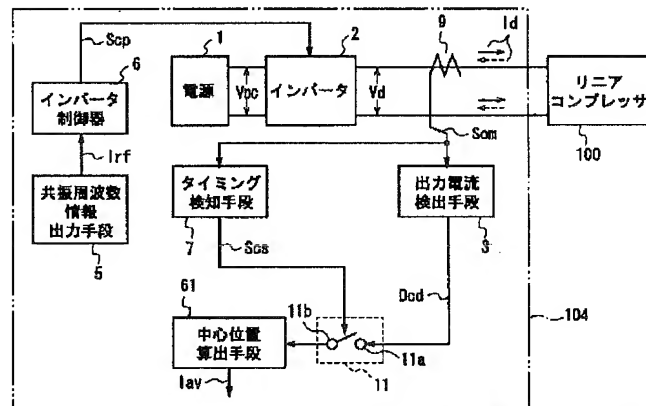 Scp
1
2
9
Id
6
電源
Vpc
インバータ
Vd
リニア
コンプレッサ
100
インバータ
制御器
Irf
Som
共振周波数
情報
出力手段
5
タイミング
検知手段
7
出力電流
検出手段
3
Scs
Dcd
61
中心位置
算出手段
11b
11a
11
104
Iav